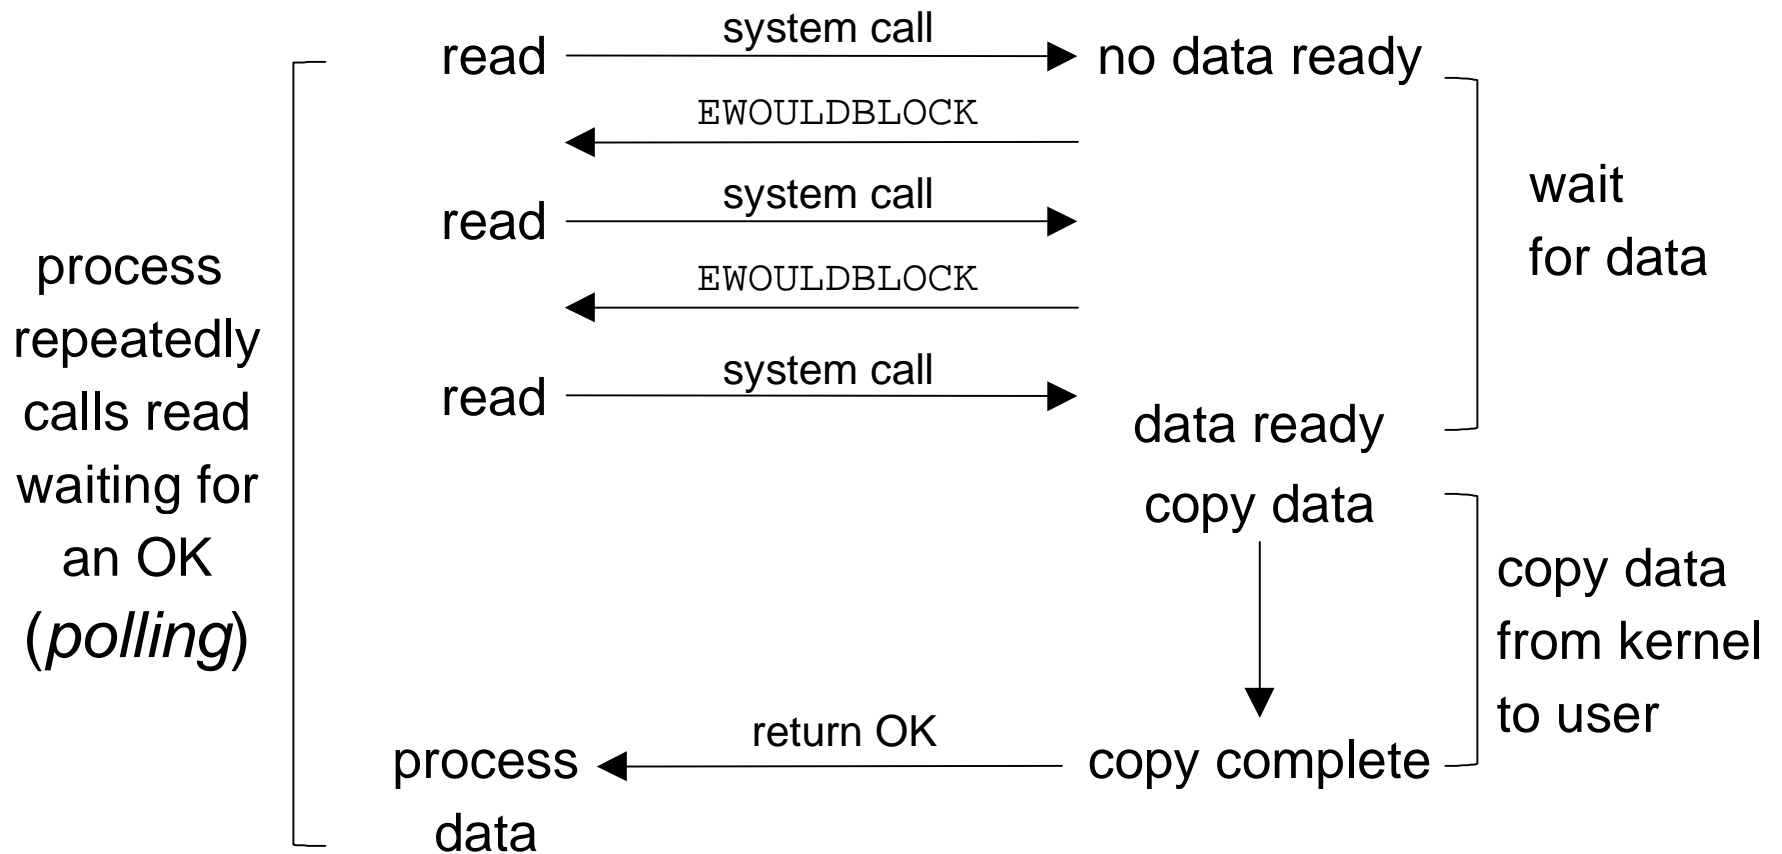 system call
read
no data ready
EWOULDBLOCK
system call
read
EWOULDBLOCK
system call
read
data ready
copy data
return OK
process
data
copy complete
process
repeatedly
calls read
waiting for
an OK
(polling)
wait
for data
copy data
from kernel
to user